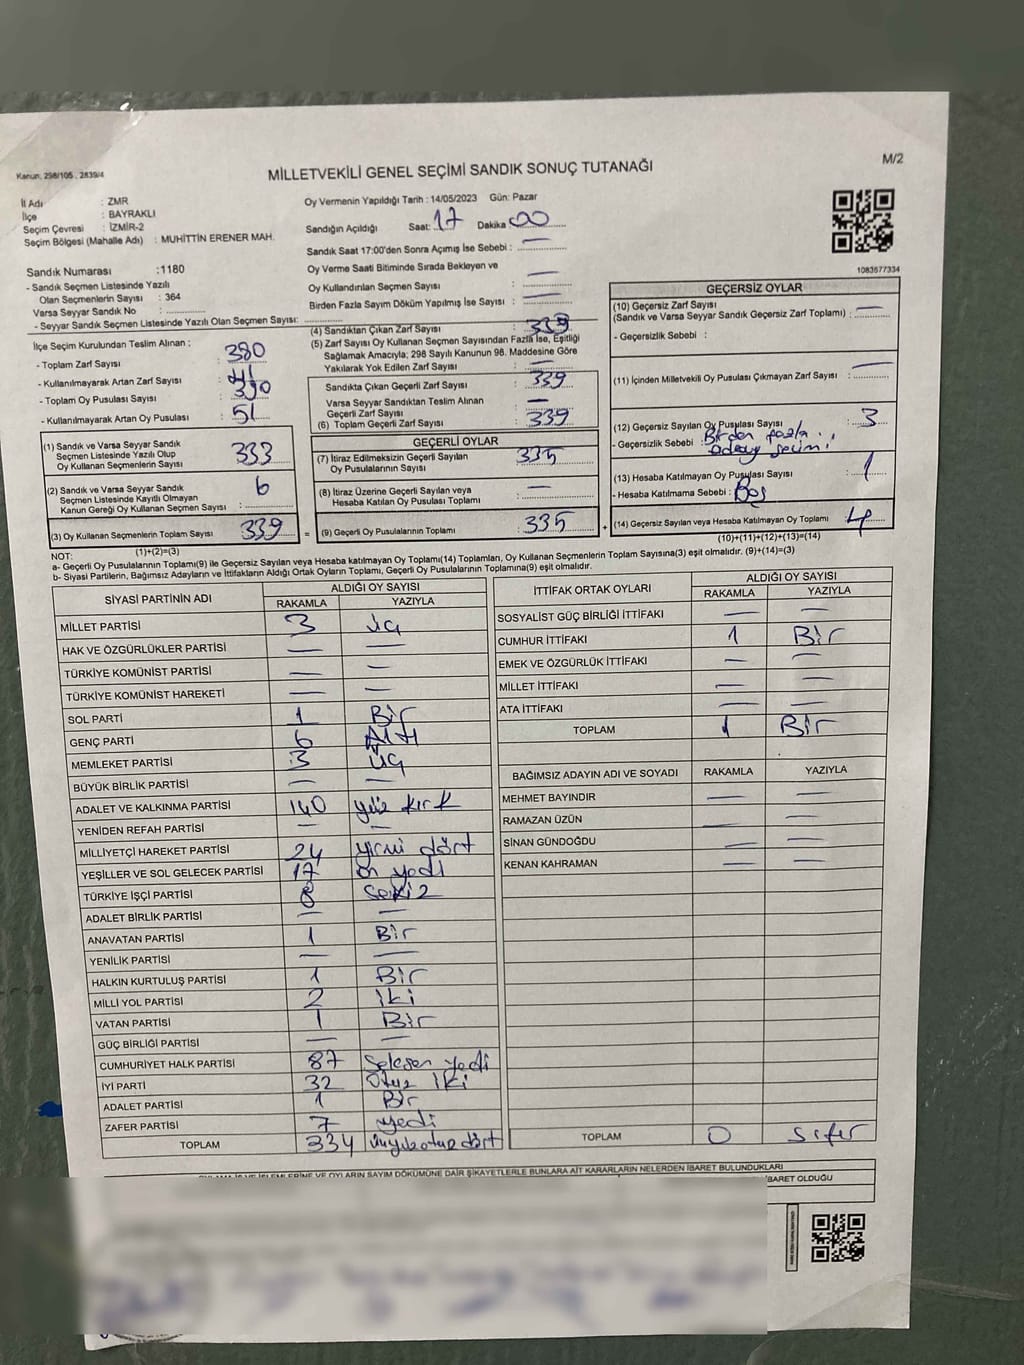 M/2
Kanun, 298/105 , 2839/4
MİLLETVEKİLİ GENEL SEÇİMİ SANDIK SONUÇ TUTANAĞI
İl Adı : ZMR
İlçe : BAYRAKLI
Seçim Çevresi : İZMİR-2
Seçim Bölgesi (Mahalle Adı) : MUHİTTİN ERENER MAH.
Oy Vermenin Yapıldığı Tarih : 14/05/2023 Gün: Pazar
Sandığın Açıldığı Saat: 17 Dakika 00
Sandık Saat 17:00'den Sonra Açımış İse Sebebi : —
Oy Verme Saati Bitiminde Sırada Bekleyen ve
Oy Kullandırılan Seçmen Sayısı : —
Birden Fazla Sayım Döküm Yapılmış İse Sayısı : —
1083577334
Sandık Numarası :1180
- Sandık Seçmen Listesinde Yazılı
Olan Seçmenlerin Sayısı : 364
Varsa Seyyar Sandık No :
- Seyyar Sandık Seçmen Listesinde Yazılı Olan Seçmen Sayısı:
İlçe Seçim Kurulundan Teslim Alınan :
- Toplam Zarf Sayısı 380
- Kullanılmayarak Artan Zarf Sayısı 41
- Toplam Oy Pusulası Sayısı 390
- Kullanılmayarak Artan Oy Pusulası 51
(1) Sandık ve Varsa Seyyar Sandık
Seçmen Listesinde Yazılı Olup
Oy Kullanan Seçmenlerin Sayısı 333
(2) Sandık ve Varsa Seyyar Sandık
Seçmen Listesinde Kayıtlı Olmayan
Kanun Gereği Oy Kullanan Seçmen Sayısı : 6
(3) Oy Kullanan Seçmenlerin Toplam Sayısı 339
(1)+(2)=(3)
(4) Sandıktan Çıkan Zarf Sayısı : 339
(5) Zarf Sayısı Oy Kullanan Seçmen Sayısından Fazla İse, Eşitliği
Sağlamak Amacıyla; 298 Sayılı Kanunun 98. Maddesine Göre
Yakılarak Yok Edilen Zarf Sayısı : —
Sandıkta Çıkan Geçerli Zarf Sayısı : 339
Varsa Seyyar Sandıktan Teslim Alınan
Geçerli Zarf Sayısı —
(6) Toplam Geçerli Zarf Sayısı : 339
GEÇERLİ OYLAR
(7) İtiraz Edilmeksizin Geçerli Sayılan
Oy Pusulalarının Sayısı : 335
(8) İtiraz Üzerine Geçerli Sayılan veya
Hesaba Katılan Oy Pusulası Toplamı : —
= (9) Geçerli Oy Pusulalarının Toplamı : 335 +
GEÇERSİZ OYLAR
(10) Geçersiz Zarf Sayısı
(Sandık ve Varsa Seyyar Sandık Geçersiz Zarf Toplamı) : —
- Geçersizlik Sebebi :
(11) İçinden Milletvekili Oy Pusulası Çıkmayan Zarf Sayısı : —
(12) Geçersiz Sayılan Oy Pusulası Sayısı : 3
- Geçersizlik Sebebi : Birden fazla
aday seçimi
(13) Hesaba Katılmayan Oy Pusulası Sayısı : 1
- Hesaba Katılmama Sebebi : Boş
(14) Geçersiz Sayılan veya Hesaba Katılmayan Oy Toplamı : 4
(10)+(11)+(12)+(13)=(14)
NOT:
a- Geçerli Oy Pusulalarının Toplamı(9) ile Geçersiz Sayılan veya Hesaba katılmayan Oy Toplamı(14) Toplamları, Oy Kullanan Seçmenlerin Toplam Sayısına(3) eşit olmalıdır. (9)+(14)=(3)
b- Siyasi Partilerin, Bağımsız Adayların ve İttifakların Aldığı Ortak Oyların Toplamı, Geçerli Oy Pusulalarının Toplamına(9) eşit olmalıdır.
SİYASİ PARTİNİN ADI ALDIĞI OY SAYISI
RAKAMLA YAZIYLA
MİLLET PARTİSİ 3 üç
HAK VE ÖZGÜRLÜKLER PARTİSİ — —
TÜRKİYE KOMÜNİST PARTİSİ — —
TÜRKİYE KOMÜNİST HAREKETİ — —
SOL PARTİ 1 Bir
GENÇ PARTİ 6 Altı
MEMLEKET PARTİSİ 3 Üç
BÜYÜK BİRLİK PARTİSİ — —
ADALET VE KALKINMA PARTİSİ 140 yüz kırk
YENİDEN REFAH PARTİSİ — —
MİLLİYETÇİ HAREKET PARTİSİ 24 yirmi dört
YEŞİLLER VE SOL GELECEK PARTİSİ 17 on yedi
TÜRKİYE İŞÇİ PARTİSİ 8 Sekiz
ADALET BİRLİK PARTİSİ — —
ANAVATAN PARTİSİ 1 Bir
YENİLİK PARTİSİ — —
HALKIN KURTULUŞ PARTİSİ 1 Bir
MİLLİ YOL PARTİSİ 2 İki
VATAN PARTİSİ 1 Bir
GÜÇ BİRLİĞİ PARTİSİ — —
CUMHURİYET HALK PARTİSİ 87 Seksen yedi
İYİ PARTİ 32 Otuz İki
ADALET PARTİSİ 1 Bir
ZAFER PARTİSİ 7 yedi
TOPLAM 334 üçyüzotuzdört
İTTİFAK ORTAK OYLARI ALDIĞI OY SAYISI
RAKAMLA YAZIYLA
SOSYALİST GÜÇ BİRLİĞİ İTTİFAKI — —
CUMHUR İTTİFAKI 1 Bir
EMEK VE ÖZGÜRLÜK İTTİFAKI — —
MİLLET İTTİFAKI — —
ATA İTTİFAKI — —
TOPLAM 1 Bir
BAĞIMSIZ ADAYIN ADI VE SOYADI RAKAMLA YAZIYLA
MEHMET BAYINDIR — —
RAMAZAN ÜZÜN — —
SİNAN GÜNDOĞDU — —
KENAN KAHRAMAN — —
TOPLAM 0 Sıfır
ERİNE VE OYLARIN SAYIM DÖKÜMÜNE DAİR ŞİKAYETLERLE BUNLARA AİT KARARLARIN NELERDEN İBARET BULUNDUKLARI
İBARET OLDUĞU